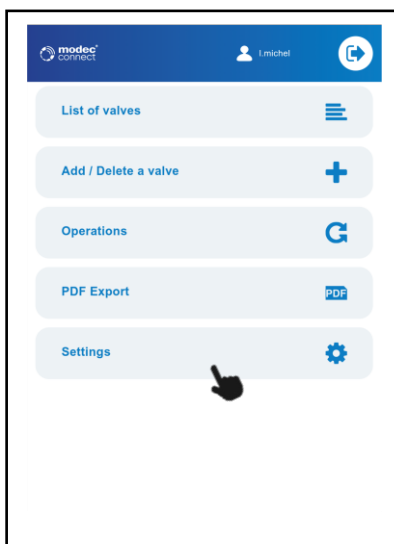 modec
connect
l.michel
List of valves
Add / Delete a valve
Operations
PDF Export
PDF
Settings